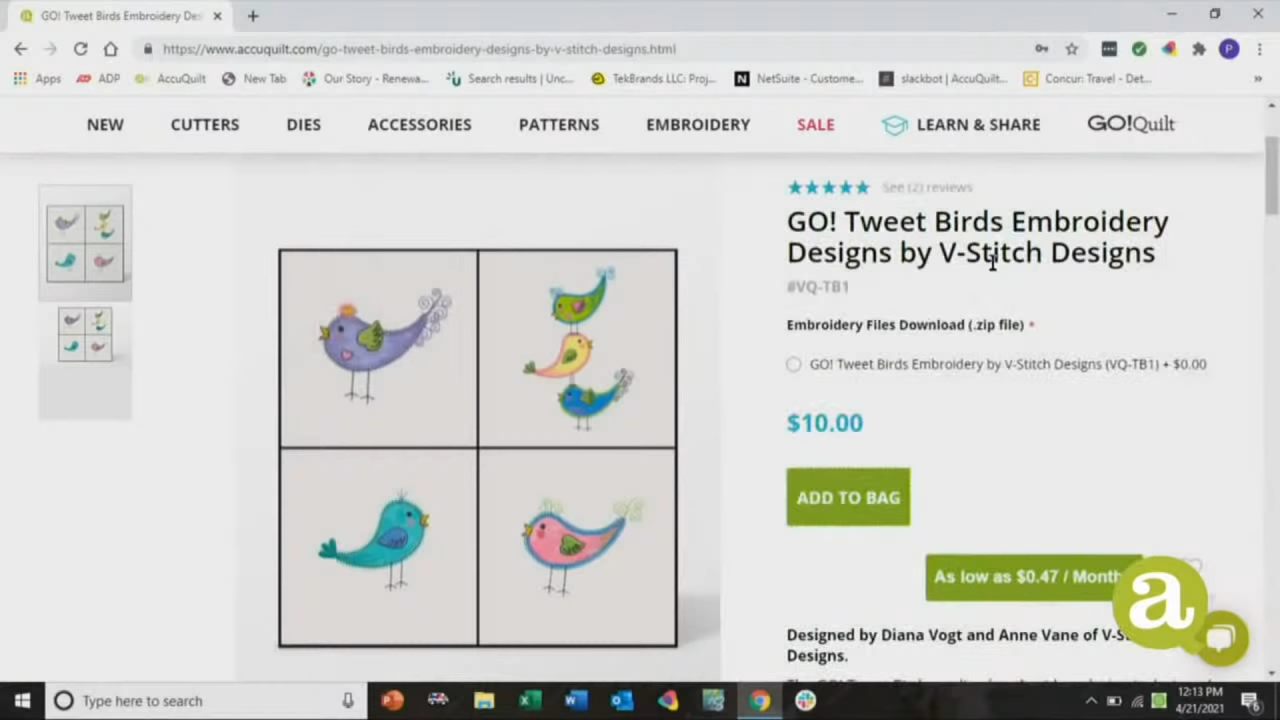 GO! Tweet Birds Embroidery Des
https://www.accuquilt.com/go-tweet-birds-embroidery-designs-by-v-stitch-designs.html
P
Apps ADP AccuQuilt New Tab Our Story - Renewa... Search results | Unc... TekBrands LLC: Proj... NetSuite - Custome... slackbot | AccuQuilt... Concur: Travel - Det... »
NEW CUTTERS DIES ACCESSORIES PATTERNS EMBROIDERY SALE LEARN & SHARE GO!Quilt
See (2) reviews
GO! Tweet Birds Embroidery
Designs by V-Stitch Designs
#VQ-TB1
Embroidery Files Download (.zip file) *
GO! Tweet Birds Embroidery by V-Stitch Designs (VQ-TB1) + $0.00
$10.00
ADD TO BAG
As low as $0.47 / Month
a
Designed by Diana Vogt and Anne Vane of V-S
Designs.
Type here to search
12:13 PM
4/21/2021
6